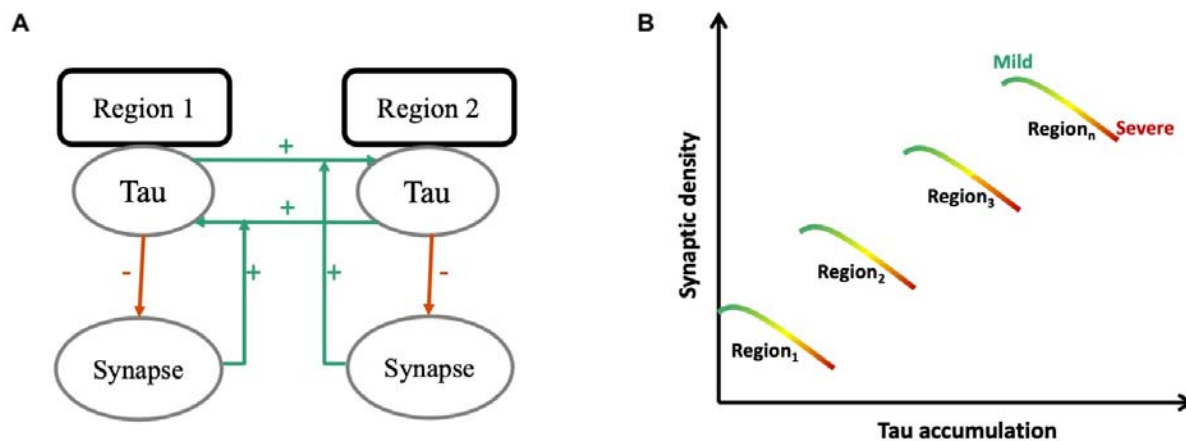 A
Region 1
Region 2
+
Tau
Tau
+
-
-
+
+
Synapse
Synapse
B
Synaptic density
Mild
Severe
Region₁
Region₂
Region₃
Regionₙ
Tau accumulation